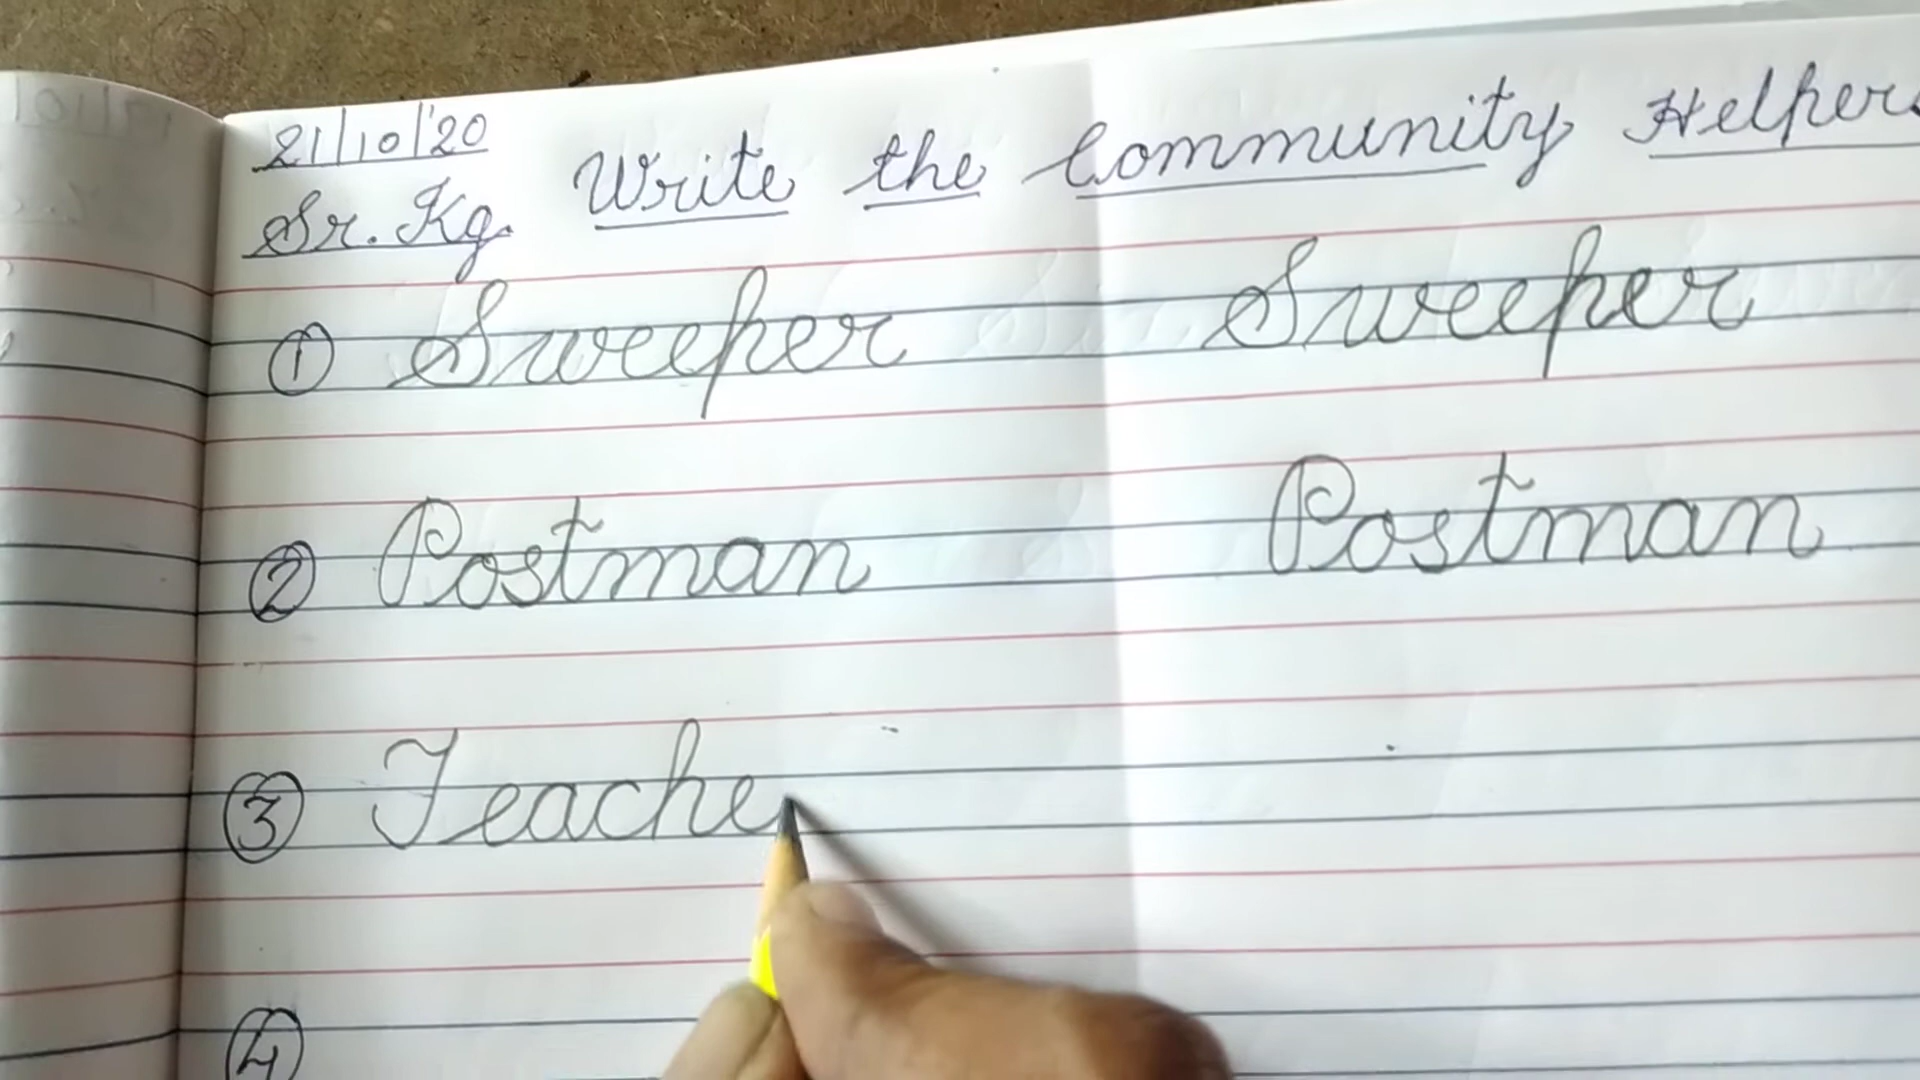 21/10/'20
Sr. Kg. Write the Community Helpers
① Sweeper Sweeper
② Postman Postman
③ Teache
④